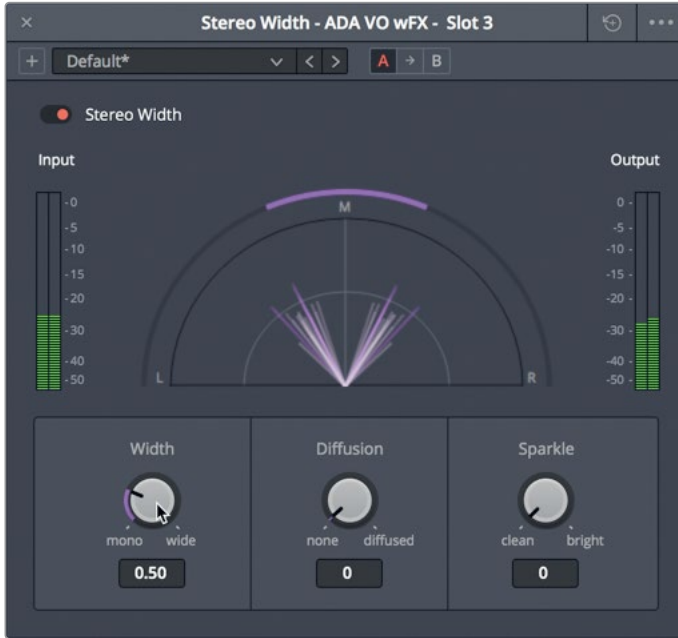 Stereo Width - ADA VO wFX - Slot 3
Default*
A
B
Stereo Width
Input
Output
-0
-5
-10
-15
-20
-30
-40
-50
M
L
R
0-
-5-
-10-
-15-
-20-
-30-
-40-
-50-
Width
Diffusion
Sparkle
mono wide
none diffused
clean bright
0.50
0
0